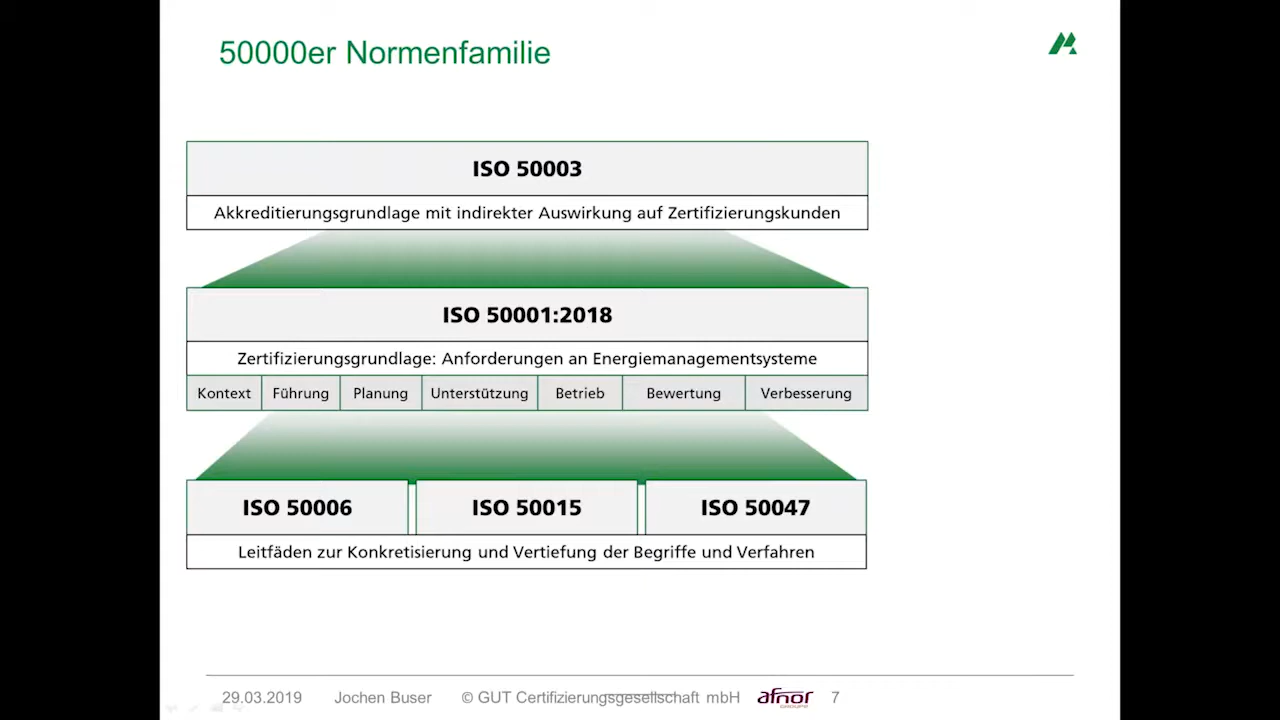 50000er Normenfamilie
ISO 50003
Akkreditierungsgrundlage mit indirekter Auswirkung auf Zertifizierungskunden
ISO 50001:2018
Zertifizierungsgrundlage: Anforderungen an Energiemanagementsysteme
Kontext Führung Planung Unterstützung Betrieb Bewertung Verbesserung
ISO 50006 ISO 50015 ISO 50047
Leitfäden zur Konkretisierung und Vertiefung der Begriffe und Verfahren
29.03.2019 Jochen Buser © GUT Certifizierungsgesellschaft mbH afnor GROUPE 7